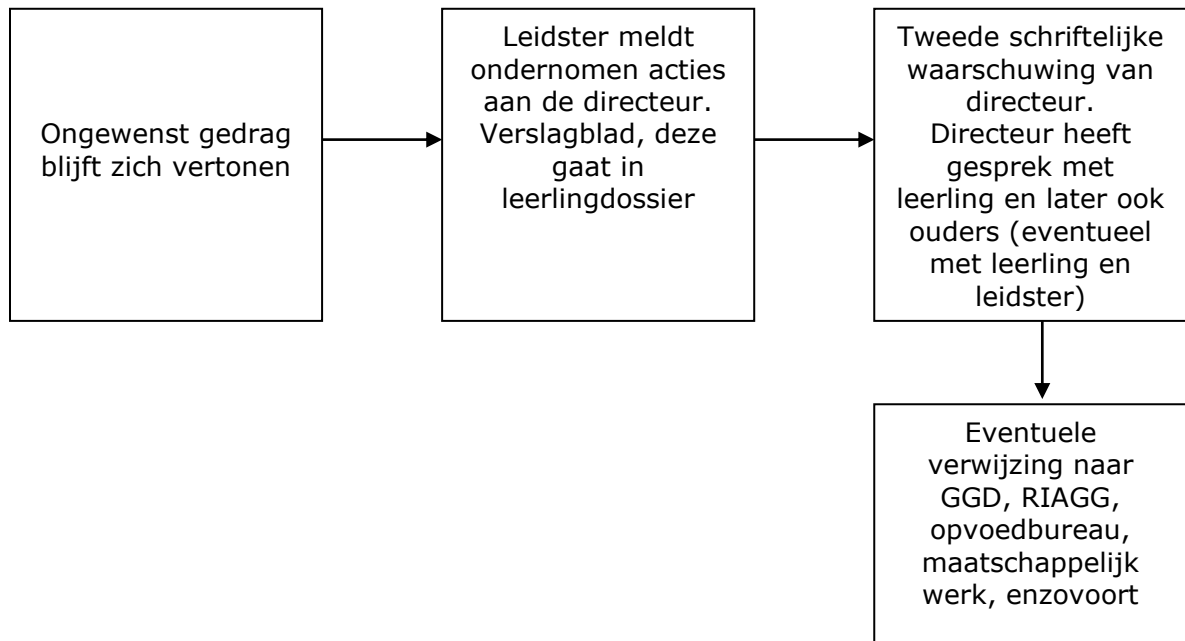 Ongewenst gedrag
blijft zich vertonen
Leidster meldt
ondernomen acties
aan de directeur.
Verslagblad, deze
gaat in
leerlingdossier
Tweede schriftelijke
waarschuwing van
directeur.
Directeur heeft
gesprek met
leerling en later ook
ouders (eventueel
met leerling en
leidster)
Eventuele
verwijzing naar
GGD, RIAGG,
opvoedbureau,
maatschappelijk
werk, enzovoort